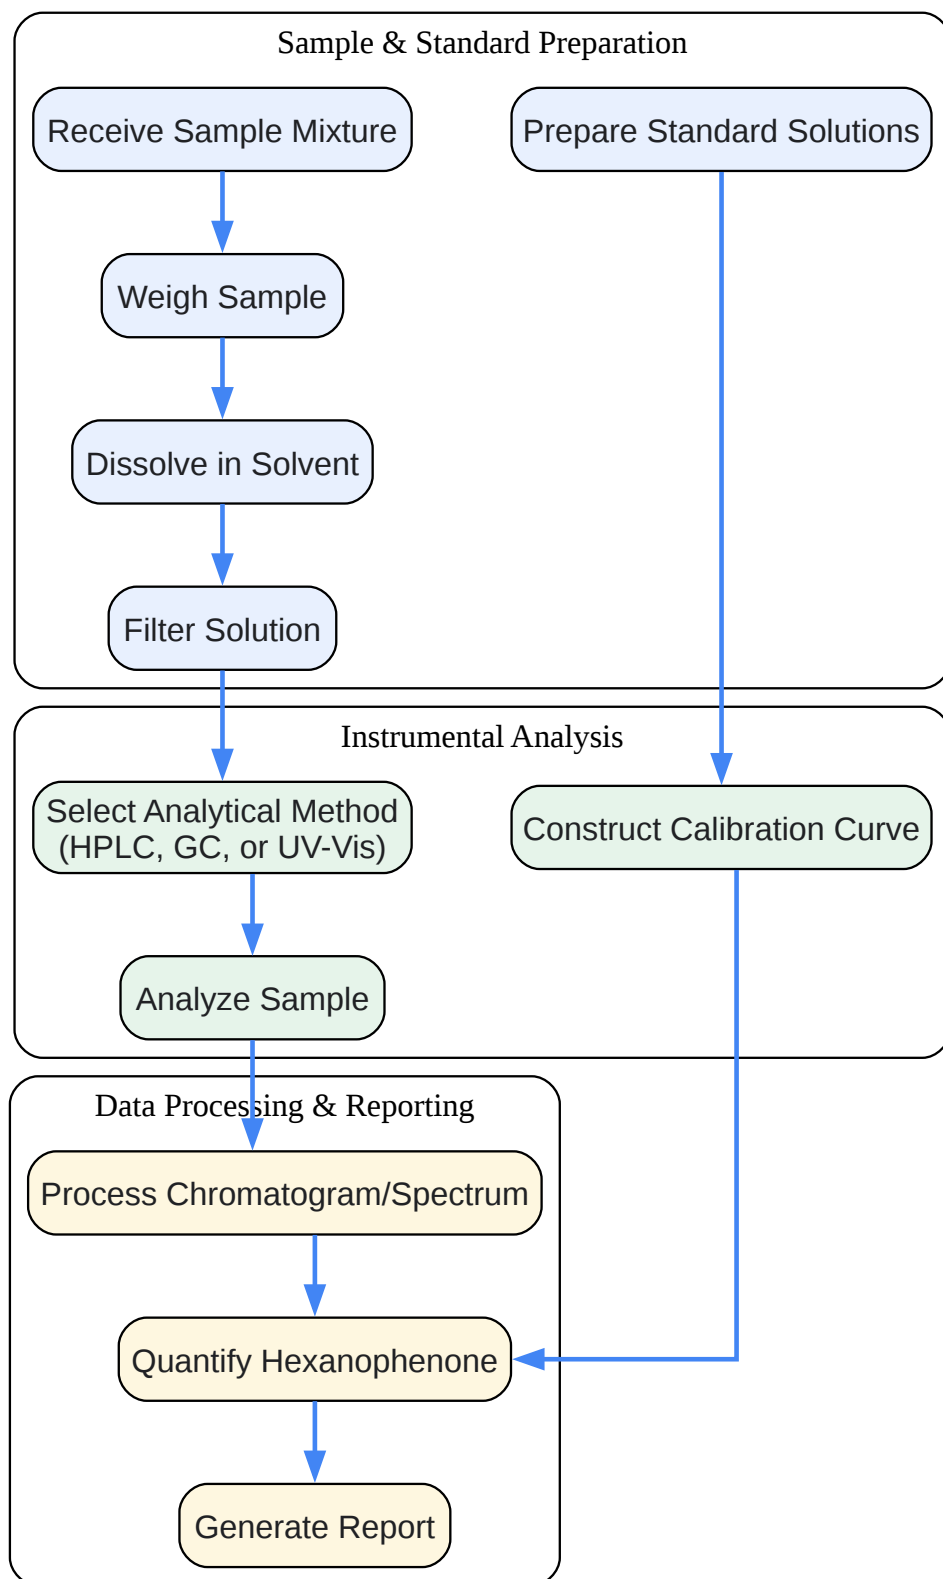 Sample & Standard Preparation
Receive Sample Mixture
Prepare Standard Solutions
Weigh Sample
Dissolve in Solvent
Filter Solution
Instrumental Analysis
Select Analytical Method
(HPLC, GC, or UV-Vis)
Construct Calibration Curve
Analyze Sample
Data Processing & Reporting
Process Chromatogram/Spectrum
Quantify Hexanophenone
Generate Report